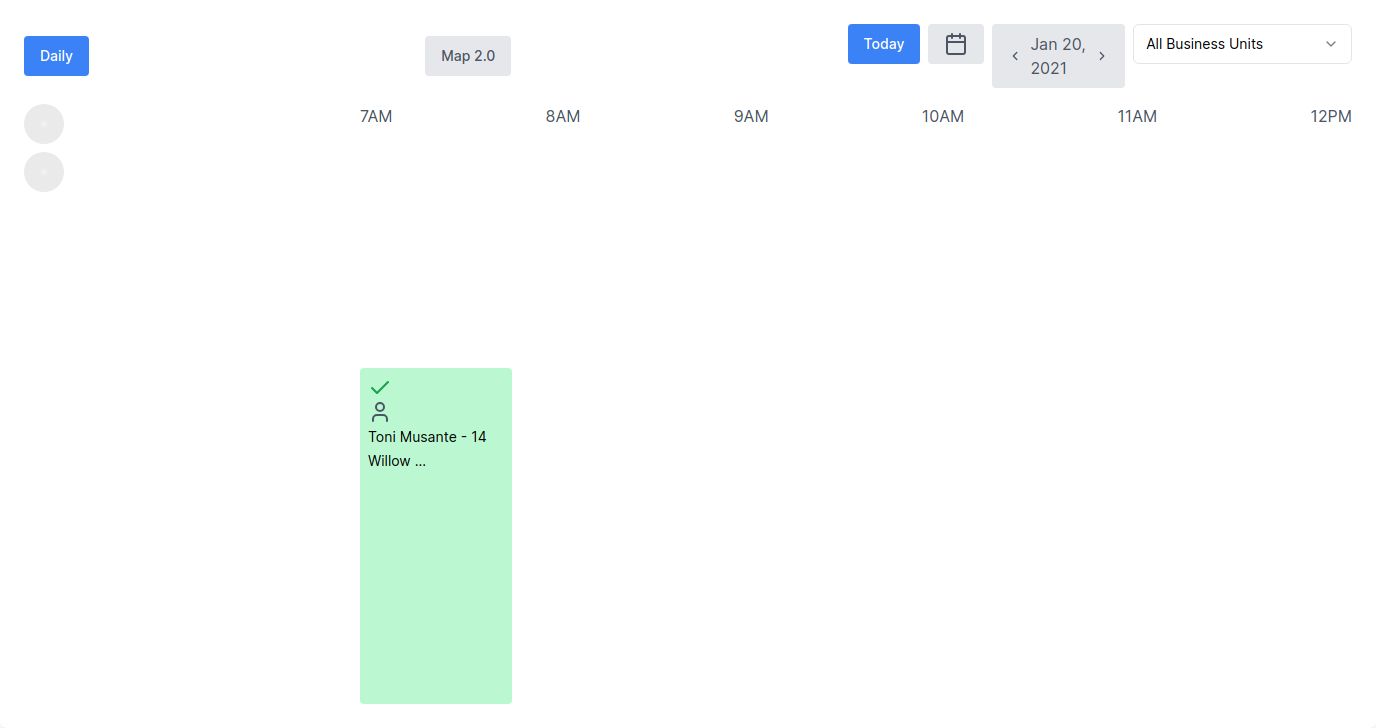 Daily
Map 2.0
Today
Jan 20,
2021
All Business Units
7AM
8AM
9AM
10AM
11AM
12PM
Toni Musante - 14
Willow ...